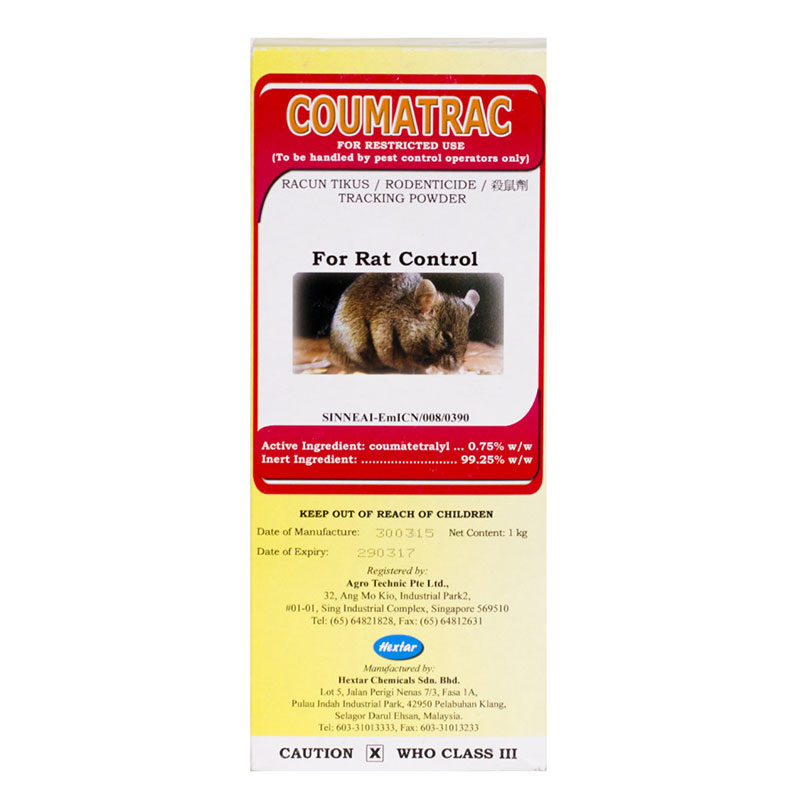 COUMATRAC
FOR RESTRICTED USE
(To be handled by pest control operators only)
RACUN TIKUS / RODENTICIDE / 殺鼠劑
TRACKING POWDER
For Rat Control
SINNEA1-EmICN/008/0390
Active Ingredient: coumatetralyl ... 0.75% w/w
Inert Ingredient: ......................... 99.25% w/w
KEEP OUT OF REACH OF CHILDREN
Date of Manufacture: 300315 Net Content: 1 kg
Date of Expiry: 290317
Registered by:
Agro Technic Pte Ltd.,
32, Ang Mo Kio, Industrial Park2,
#01-01, Sing Industrial Complex, Singapore 569510
Tel: (65) 64821828, Fax: (65) 64812631
Hextar
Manufactured by:
Hextar Chemicals Sdn. Bhd.
Lot 5, Jalan Perigi Nenas 7/3, Fasa 1A,
Pulau Indah Industrial Park, 42950 Pelabuhan Klang,
Selagor Darul Ehsan, Malaysia.
Tel: 603-31013333, Fax: 603-31013233
CAUTION X WHO CLASS III